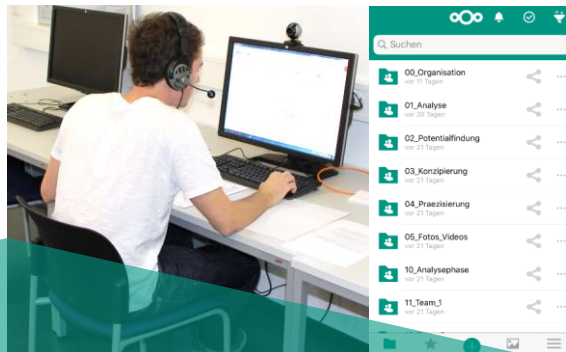 Suchen
00_Organisation
vor 11 Tagen
01_Analyse
vor 20 Tagen
02_Potentialfindung
vor 21 Tagen
03_Konzipierung
vor 21 Tagen
04_Praezisierung
vor 21 Tagen
05_Fotos_Videos
vor 21 Tagen
10_Analysephase
vor 21 Tagen
11_Team_1
vor 21 Tagen